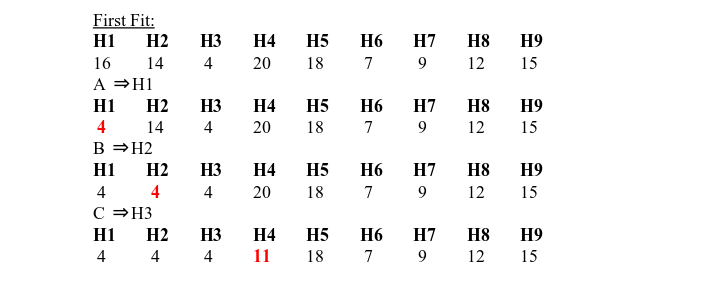 First Fit:
H1 H2 H3 H4 H5 H6 H7 H8 H9
16 14 4 20 18 7 9 12 15
A ⇒H1
H1 H2 H3 H4 H5 H6 H7 H8 H9
4 14 4 20 18 7 9 12 15
B ⇒H2
H1 H2 H3 H4 H5 H6 H7 H8 H9
4 4 4 20 18 7 9 12 15
C ⇒H3
H1 H2 H3 H4 H5 H6 H7 H8 H9
4 4 4 11 18 7 9 12 15